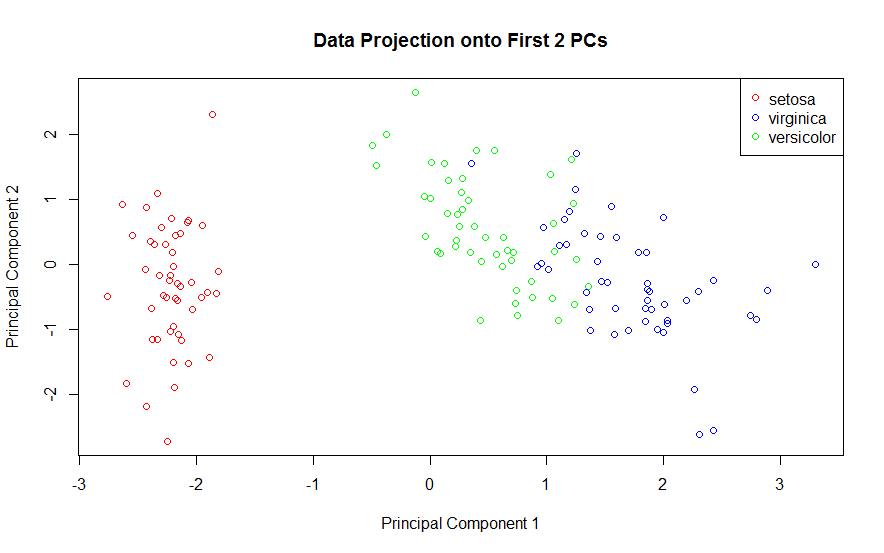 Data Projection onto First 2 PCs
setosa
virginica
versicolor
Principal Component 2
2
1
0
-1
-2
-3 -2 -1 0 1 2 3
Principal Component 1